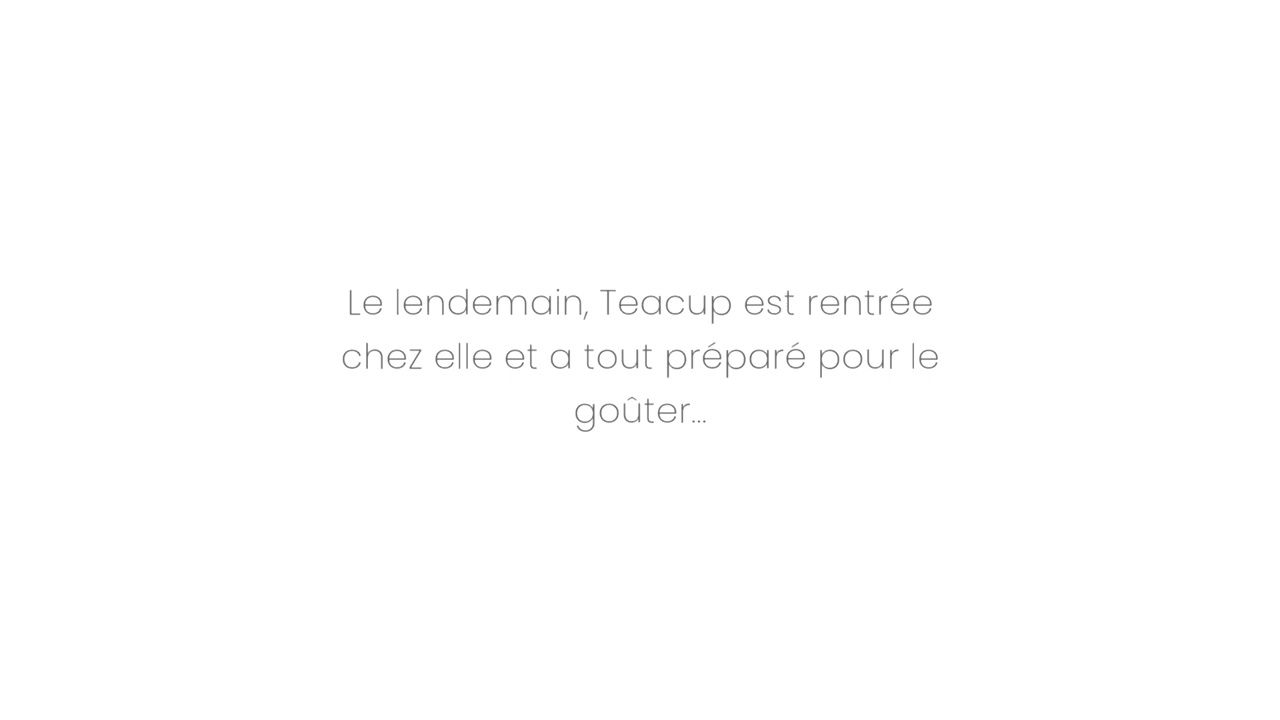 Le lendemain, Teacup est rentrée
chez elle et a tout préparé pour le
goûter...